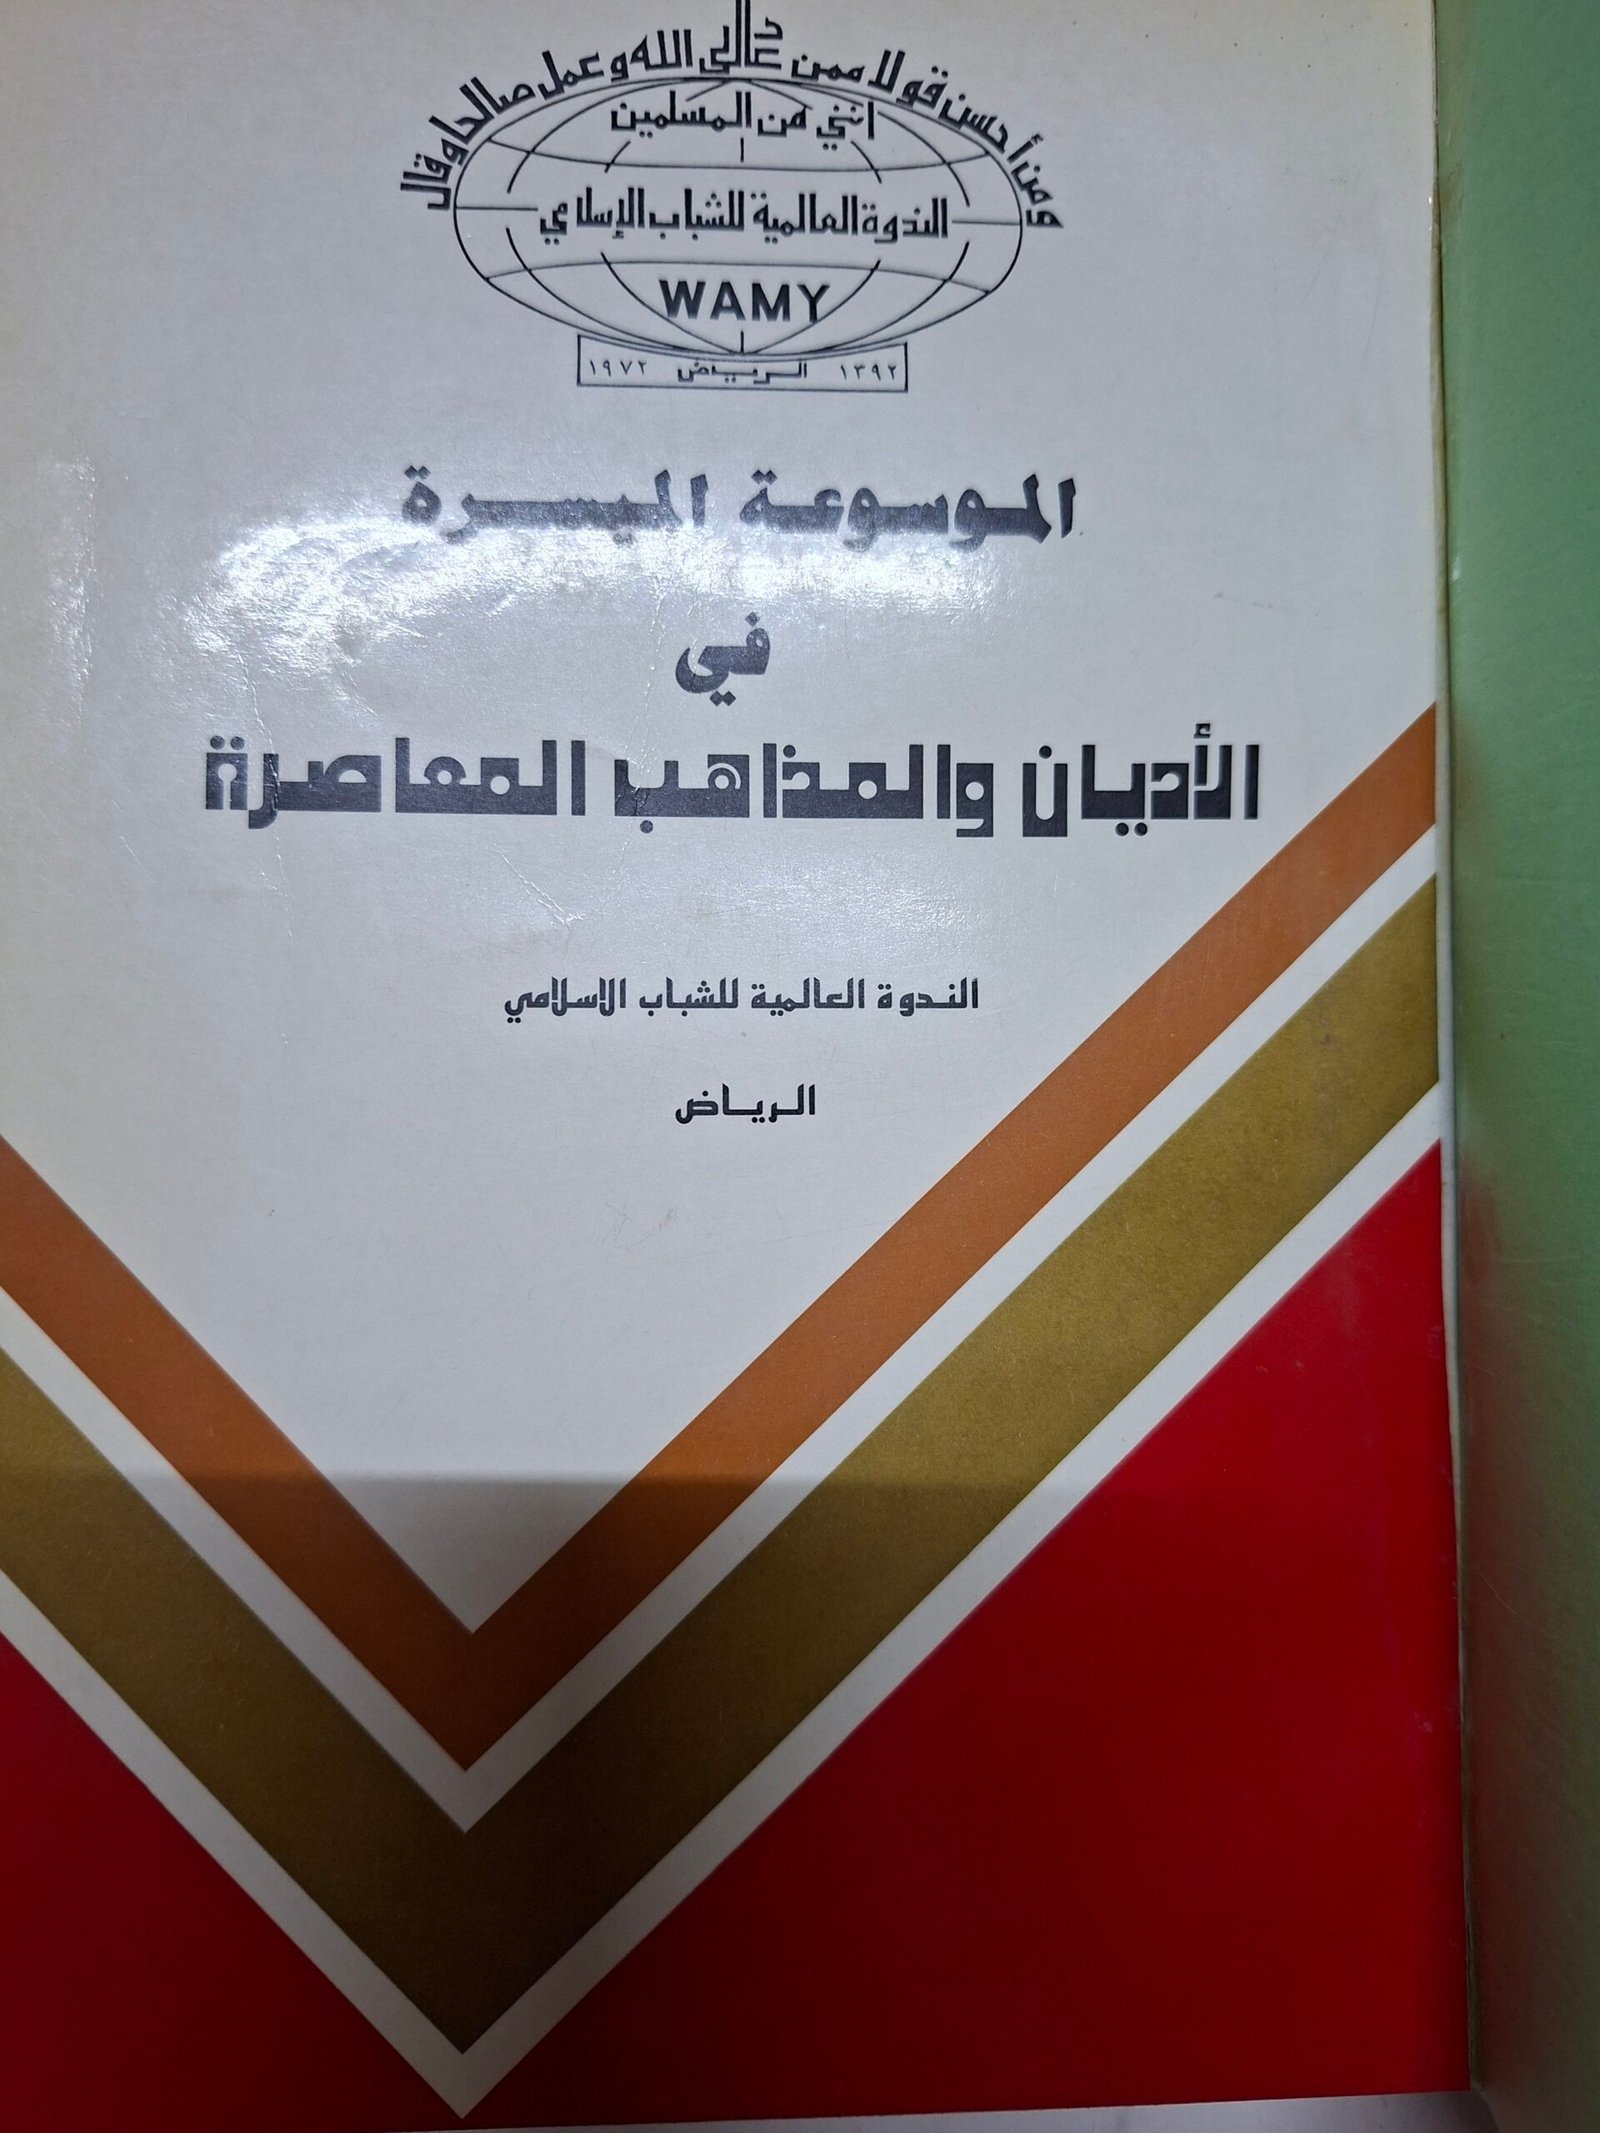 ومن أحسن قولا ممن دعا إلى الله وعمل صالحا وقال
انني من المسلمين
الندوة العالمية للشباب الإسلامي
WAMY
١٣٩٢ الرياض ١٩٧٢
الموسوعة الميسرة
في
الأديان والمذاهب المعاصرة
الندوة العالمية للشباب الاسلامي
الرياض